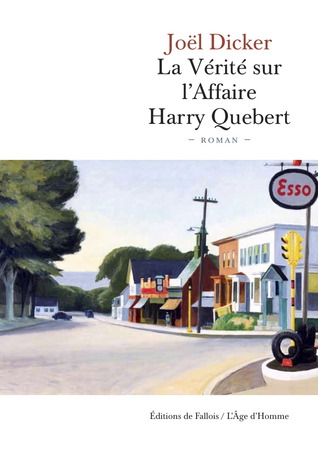 Joël Dicker
La Vérité sur
l’Affaire
Harry Quebert
– ROMAN –
Esso
Éditions de Fallois / L’Âge d’Homme